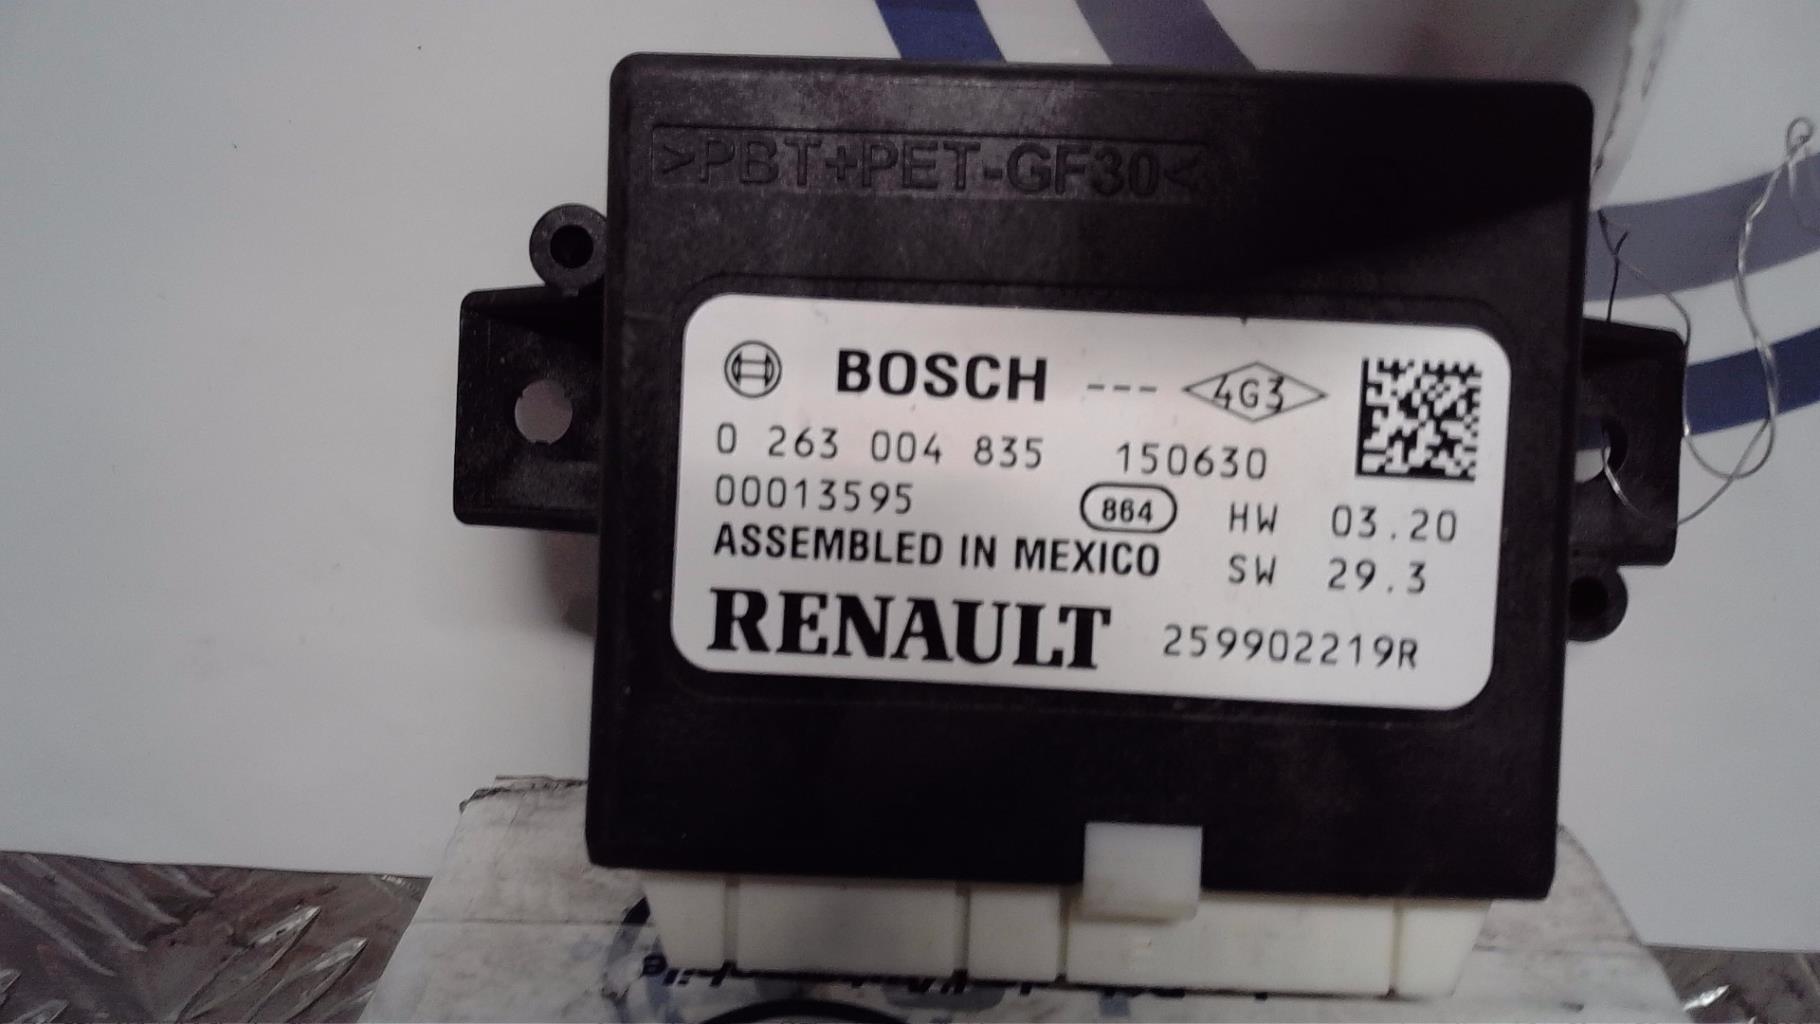 >PBT+PET-GF30<
BOSCH --- 4G3
0 263 004 835 150630
00013595 864 HW 03.20
ASSEMBLED IN MEXICO SW 29.3
RENAULT 259902219R